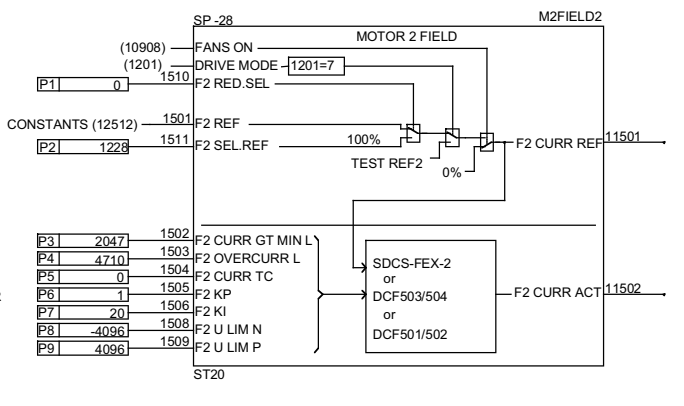 SP -28 M2FIELD2
MOTOR 2 FIELD
(10908) FANS ON
(1201) DRIVE MODE 1201=7
P1 0 1510 F2 RED.SEL
CONSTANTS (12512) 1501 F2 REF
P2 1228 1511 F2 SEL.REF 100% F2 CURR REF 11501
TEST REF2
0%
P3 2047 1502 F2 CURR GT MIN L
P4 4710 1503 F2 OVERCURR L
P5 0 1504 F2 CURR TC
P6 1 1505 F2 KP
P7 20 1506 F2 KI
P8 -4096 1508 F2 U LIM N
P9 4096 1509 F2 U LIM P
SDCS-FEX-2
or
DCF503/504
or
DCF501/502
F2 CURR ACT 11502
ST20